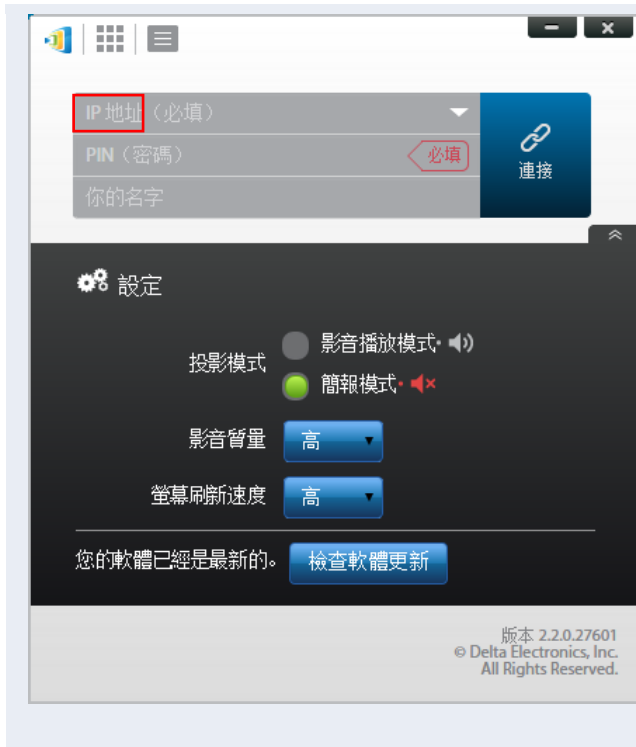 IP 地址（必填）
PIN（密碼）
必填
你的名字
連接
設定
投影模式
影音播放模式
簡報模式
影音質量
高
螢幕刷新速度
高
您的軟體已經是最新的。
檢查軟體更新
版本 2.2.0.27601
© Delta Electronics, Inc.
All Rights Reserved.